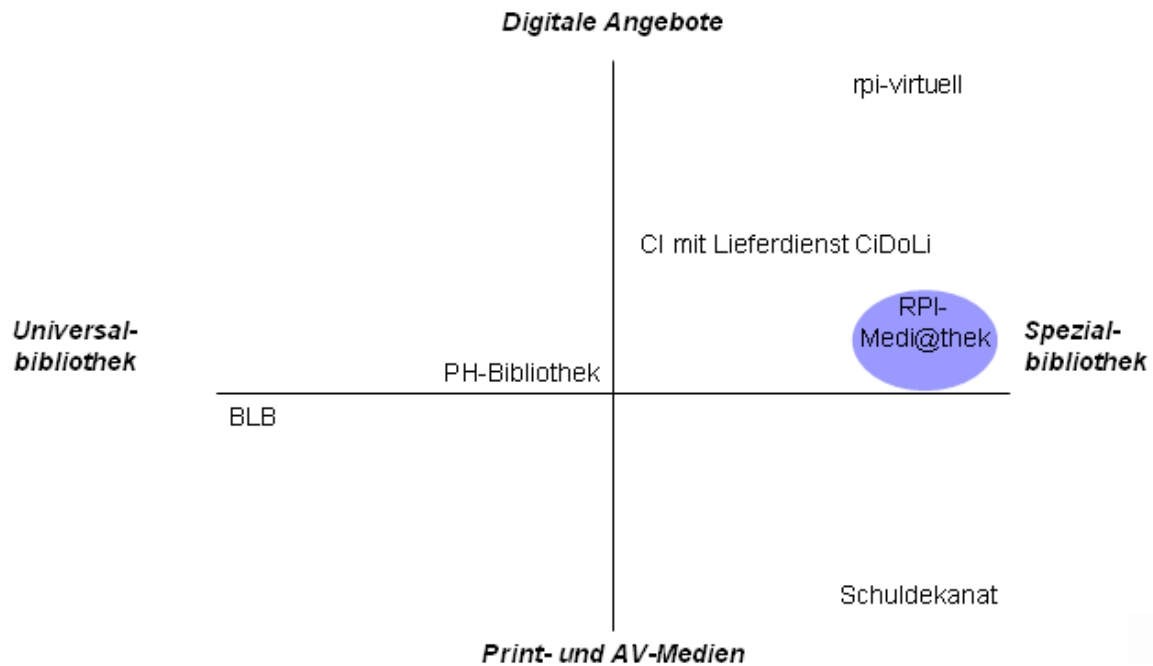 Digitale Angebote
rpi-virtuell
CI mit Lieferdienst CiDoLi
RPI-
Medi@thek
Universal-
bibliothek
Spezial-
bibliothek
PH-Bibliothek
BLB
Schuldekanat
Print- und AV-Medien